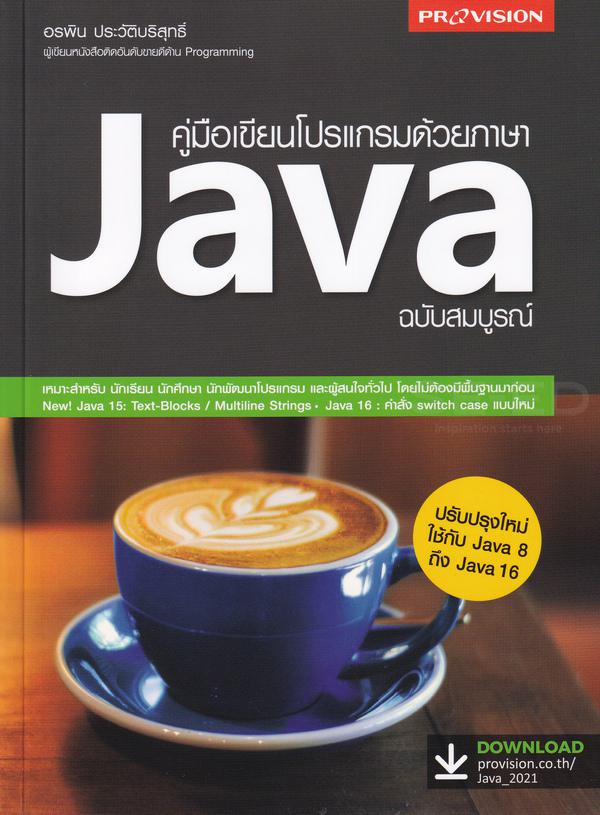 PROVISION
อรพิน ประวัติบริสุทธิ์
ผู้เขียนหนังสือติดอันดับขายดีด้าน Programming
คู่มือเขียนโปรแกรมด้วยภาษา
Java
ฉบับสมบูรณ์
เหมาะสำหรับ นักเรียน นักศึกษา นักพัฒนาโปรแกรม และผู้สนใจทั่วไป โดยไม่ต้องมีพื้นฐานมาก่อน
New! Java 15: Text-Blocks / Multiline Strings • Java 16 : คำสั่ง switch case แบบใหม่
inspiration starts here
ปรับปรุงใหม่
ใช้กับ Java 8
ถึง Java 16
DOWNLOAD
provision.co.th/
Java_2021